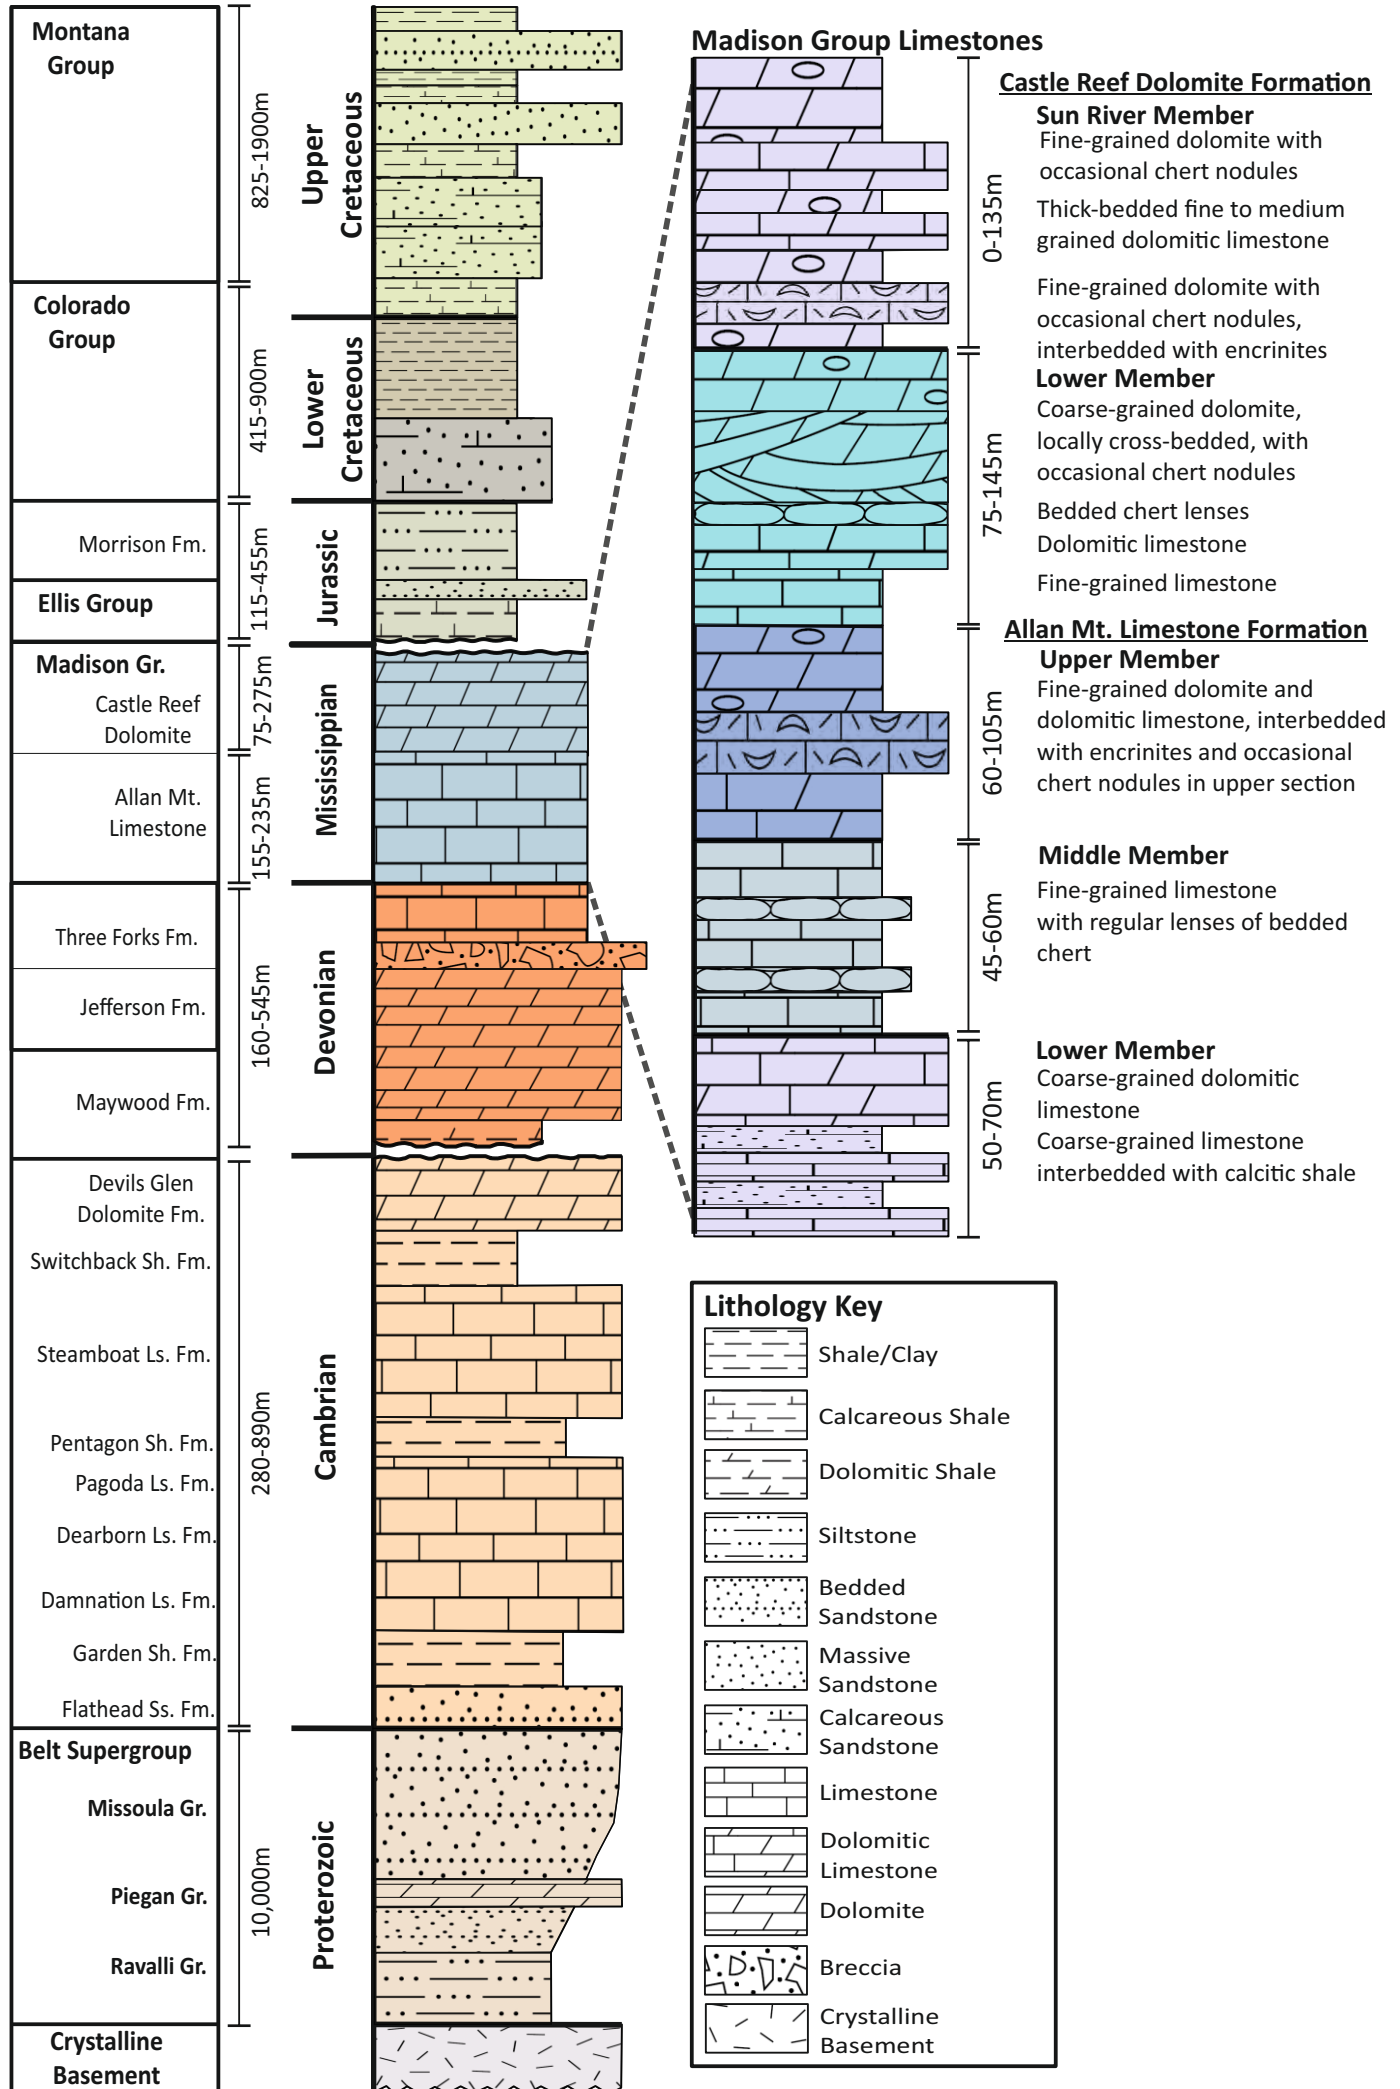 Montana
Group
Colorado
Group
Morrison Fm.
Ellis Group
Madison Gr.
Castle Reef
Dolomite
Allan Mt.
Limestone
Three Forks Fm.
Jefferson Fm.
Maywood Fm.
Devils Glen
Dolomite Fm.
Switchback Sh. Fm.
Steamboat Ls. Fm.
Pentagon Sh. Fm.
Pagoda Ls. Fm.
Dearborn Ls. Fm.
Damnation Ls. Fm.
Garden Sh. Fm.
Flathead Ss. Fm.
Belt Supergroup
Missoula Gr.
Piegan Gr.
Ravalli Gr.
Crystalline
Basement
825-1900m
415-900m
115-455m
75-275m
155-235m
160-545m
280-890m
10,000m
Upper
Cretaceous
Lower
Cretaceous
Jurassic
Mississippian
Devonian
Cambrian
Proterozoic
Madison Group Limestones
0-135m
75-145m
60-105m
45-60m
50-70m
Castle Reef Dolomite Formation
Sun River Member
Fine-grained dolomite with
occasional chert nodules
Thick-bedded fine to medium
grained dolomitic limestone
Fine-grained dolomite with
occasional chert nodules,
interbedded with encrinites
Lower Member
Coarse-grained dolomite,
locally cross-bedded, with
occasional chert nodules
Bedded chert lenses
Dolomitic limestone
Fine-grained limestone
Allan Mt. Limestone Formation
Upper Member
Fine-grained dolomite and
dolomitic limestone, interbedded
with encrinites and occasional
chert nodules in upper section
Middle Member
Fine-grained limestone
with regular lenses of bedded
chert
Lower Member
Coarse-grained dolomitic
limestone
Coarse-grained limestone
interbedded with calcitic shale
Lithology Key
Shale/Clay
Calcareous Shale
Dolomitic Shale
Siltstone
Bedded
Sandstone
Massive
Sandstone
Calcareous
Sandstone
Limestone
Dolomitic
Limestone
Dolomite
Breccia
Crystalline
Basement